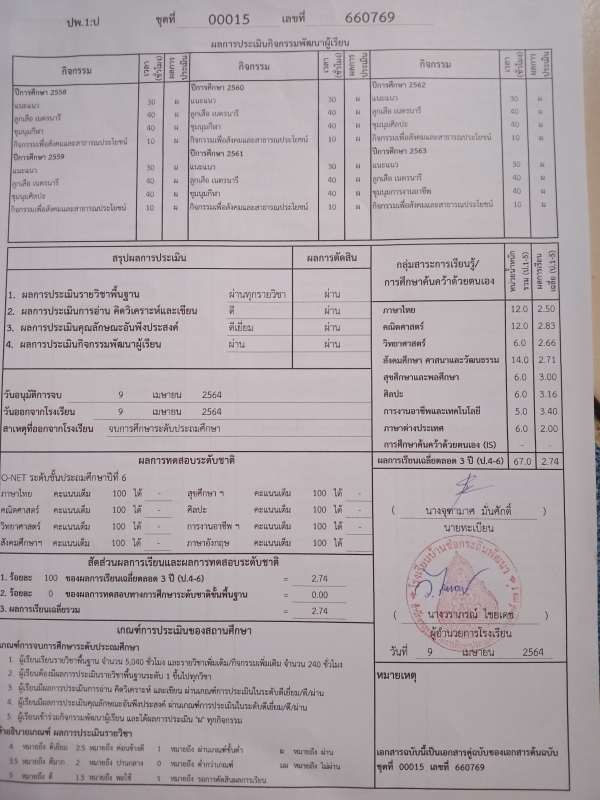 ปพ.1:ป ชุดที่ 00015 เลขที่ 660769
ผลการประเมินกิจกรรมพัฒนาผู้เรียน
กิจกรรม เวลา (ชั่วโมง) ผลการประเมิน กิจกรรม เวลา (ชั่วโมง) ผลการประเมิน กิจกรรม เวลา (ชั่วโมง) ผลการประเมิน
ปีการศึกษา 2558 ปีการศึกษา 2560 ปีการศึกษา 2562
แนะแนว 30 ผ แนะแนว 30 ผ แนะแนว 30 ผ
ลูกเสือ เนตรนารี 40 ผ ลูกเสือ เนตรนารี 40 ผ ลูกเสือ เนตรนารี 40 ผ
ชุมนุมกีฬา 40 ผ ชุมนุมกีฬา 40 ผ ชุมนุมศิลปะ 40 ผ
กิจกรรมเพื่อสังคมและสาธารณประโยชน์ 10 ผ กิจกรรมเพื่อสังคมและสาธารณประโยชน์ 10 ผ กิจกรรมเพื่อสังคมและสาธารณประโยชน์ 10 ผ
ปีการศึกษา 2559 ปีการศึกษา 2561 ปีการศึกษา 2563
แนะแนว 30 ผ แนะแนว 30 ผ แนะแนว 30 ผ
ลูกเสือ เนตรนารี 40 ผ ลูกเสือ เนตรนารี 40 ผ ลูกเสือ เนตรนารี 40 ผ
ชุมนุมศิลปะ 40 ผ ชุมนุมกีฬา 40 ผ ชุมนุมการงานอาชีพ 40 ผ
กิจกรรมเพื่อสังคมและสาธารณประโยชน์ 10 ผ กิจกรรมเพื่อสังคมและสาธารณประโยชน์ 10 ผ กิจกรรมเพื่อสังคมและสาธารณประโยชน์ 10 ผ
สรุปผลการประเมิน ผลการตัดสิน
1. ผลการประเมินรายวิชาพื้นฐาน ผ่านทุกรายวิชา ผ่าน
2. ผลการประเมินการอ่าน คิดวิเคราะห์และเขียน ดี ผ่าน
3. ผลการประเมินคุณลักษณะอันพึงประสงค์ ดีเยี่ยม ผ่าน
4. ผลการประเมินกิจกรรมพัฒนาผู้เรียน ผ่าน ผ่าน
วันอนุมัติการจบ 9 เมษายน 2564
วันออกจากโรงเรียน 9 เมษายน 2564
สาเหตุที่ออกจากโรงเรียน จบการศึกษาระดับประถมศึกษา
กลุ่มสาระการเรียนรู้/ การศึกษาค้นคว้าด้วยตนเอง หน่วยน้ำหนัก รวม (ป.1-5) ผลการเรียน เฉลี่ย (ป.1-5)
ภาษาไทย 12.0 2.50
คณิตศาสตร์ 12.0 2.83
วิทยาศาสตร์ 6.0 2.66
สังคมศึกษา ศาสนาและวัฒนธรรม 14.0 2.71
สุขศึกษาและพลศึกษา 6.0 3.00
ศิลปะ 6.0 3.16
การงานอาชีพและเทคโนโลยี 5.0 3.40
ภาษาต่างประเทศ 6.0 2.00
การศึกษาค้นคว้าด้วยตนเอง (IS) - -
ผลการเรียนเฉลี่ยตลอด 3 ปี (ป.4-6) 67.0 2.74
ผลการทดสอบระดับชาติ
O-NET ระดับชั้นประถมศึกษาปีที่ 6
ภาษาไทย คะแนนเต็ม 100 ได้ - สุขศึกษา ฯ คะแนนเต็ม 100 ได้ -
คณิตศาสตร์ คะแนนเต็ม 100 ได้ - ศิลปะ คะแนนเต็ม 100 ได้ -
วิทยาศาสตร์ คะแนนเต็ม 100 ได้ - การงานอาชีพ ฯ คะแนนเต็ม 100 ได้ -
สังคมศึกษาฯ คะแนนเต็ม 100 ได้ - ภาษาอังกฤษ คะแนนเต็ม 100 ได้ -
สัดส่วนผลการเรียนและผลการทดสอบระดับชาติ
1. ร้อยละ 100 ของผลการเรียนเฉลี่ยตลอด 3 ปี (ป.4-6) = 2.74
2. ร้อยละ 0 ของผลการทดสอบทางการศึกษาระดับชาติขั้นพื้นฐาน = 0.00
3. ผลการเรียนเฉลี่ยรวม = 2.74
( นางจุฑามาศ มั่นศักดิ์ )
นายทะเบียน
( นางวราภรณ์ ไชยเดช )
ผู้อำนวยการโรงเรียน
วันที่ 9 เมษายน 2564
เกณฑ์การประเมินของสถานศึกษา
เกณฑ์การจบการศึกษาระดับประถมศึกษา
1. ผู้เรียนเรียนรายวิชาพื้นฐาน จำนวน 5,040 ชั่วโมง และรายวิชาเพิ่มเติม/กิจกรรมเพิ่มเติม จำนวน 240 ชั่วโมง
2. ผู้เรียนต้องมีผลการประเมินรายวิชาพื้นฐานระดับ 1 ขึ้นไปทุกวิชา
3. ผู้เรียนมีผลการประเมินการอ่าน คิดวิเคราะห์ และเขียน ผ่านเกณฑ์การประเมินในระดับดีเยี่ยม/ดี/ผ่าน
4. ผู้เรียนมีผลการประเมินคุณลักษณะอันพึงประสงค์ ผ่านเกณฑ์การประเมินในระดับดีเยี่ยม/ดี/ผ่าน
5. ผู้เรียนเข้าร่วมกิจกรรมพัฒนาผู้เรียน และได้ผลการประเมิน "ผ" ทุกกิจกรรม
คำอธิบายเกณฑ์ ผลการประเมินรายวิชา
4 หมายถึง ดีเยี่ยม 2.5 หมายถึง ค่อนข้างดี 1 หมายถึง ผ่านเกณฑ์ขั้นต่ำ ผ หมายถึง ผ่าน
3.5 หมายถึง ดีมาก 2 หมายถึง ปานกลาง 0 หมายถึง ต่ำกว่าเกณฑ์ มผ หมายถึง ไม่ผ่าน
3 หมายถึง ดี 1.5 หมายถึง พอใช้ ร หมายถึง รอการตัดสินผลการเรียน
หมายเหตุ
เอกสารฉบับนี้เป็นเอกสารคู่ฉบับของเอกสารต้นฉบับ
ชุดที่ 00015 เลขที่ 660769